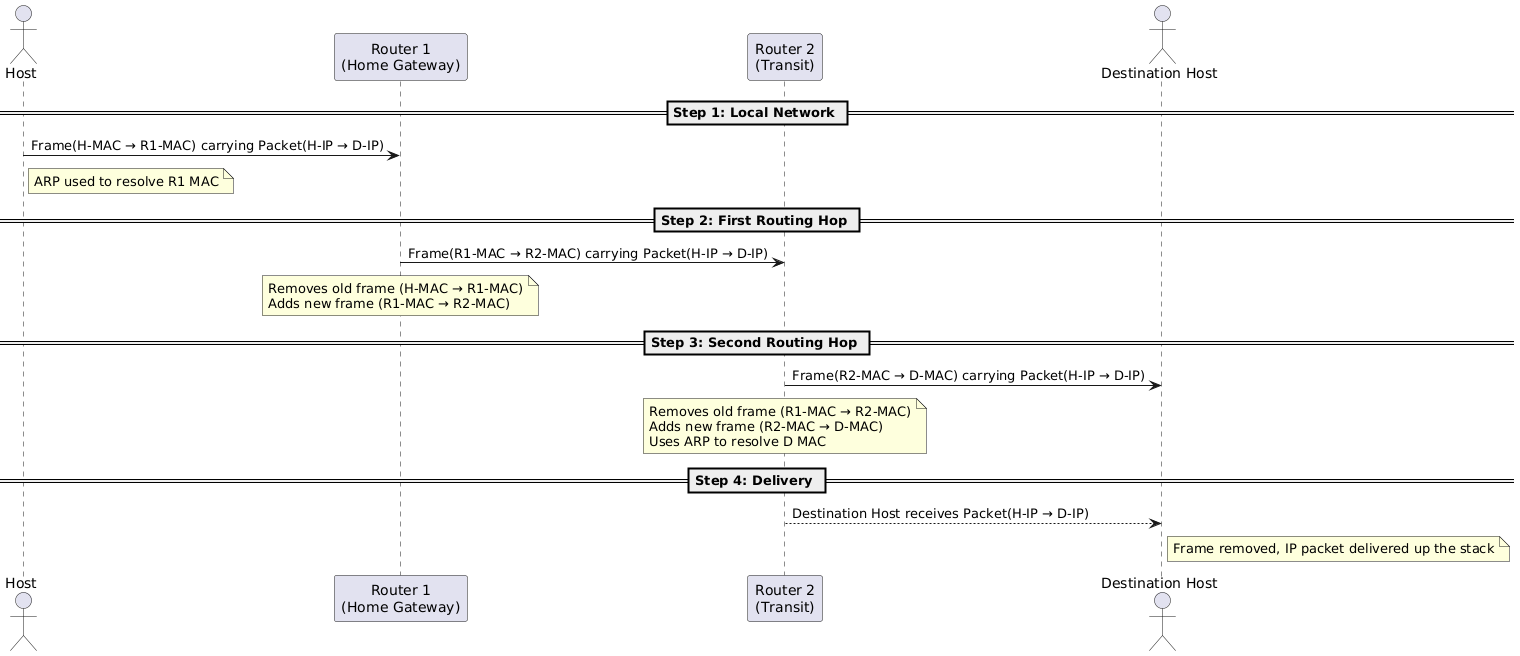 Host
Router 1
(Home Gateway)
Router 2
(Transit)
Destination Host
Step 1: Local Network
Frame(H-MAC → R1-MAC) carrying Packet(H-IP → D-IP)
ARP used to resolve R1 MAC
Step 2: First Routing Hop
Frame(R1-MAC → R2-MAC) carrying Packet(H-IP → D-IP)
Removes old frame (H-MAC → R1-MAC)
Adds new frame (R1-MAC → R2-MAC)
Step 3: Second Routing Hop
Frame(R2-MAC → D-MAC) carrying Packet(H-IP → D-IP)
Removes old frame (R1-MAC → R2-MAC)
Adds new frame (R2-MAC → D-MAC)
Uses ARP to resolve D MAC
Step 4: Delivery
Destination Host receives Packet(H-IP → D-IP)
Frame removed, IP packet delivered up the stack
Host
Router 1
(Home Gateway)
Router 2
(Transit)
Destination Host